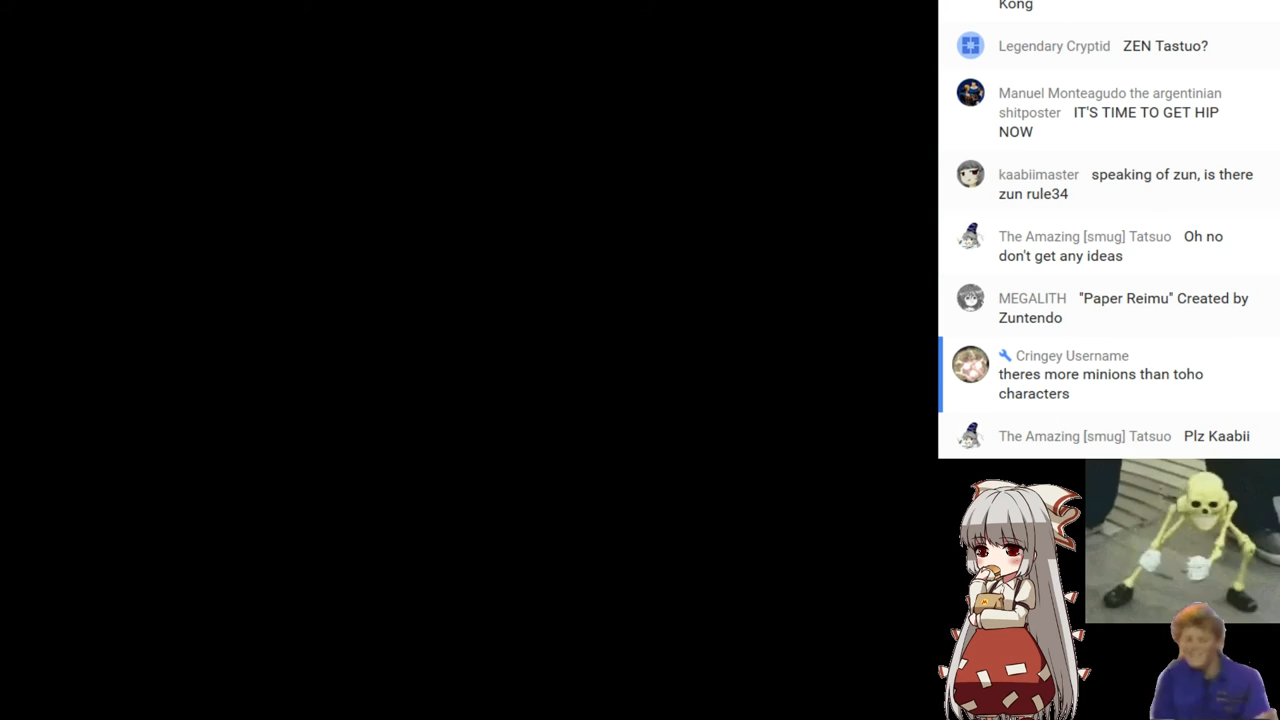 Kong
Legendary Cryptid ZEN Tastuo?
Manuel Monteagudo the argentinian
shitposter IT'S TIME TO GET HIP
NOW
kaabiimaster speaking of zun, is there
zun rule34
The Amazing [smug] Tatsuo Oh no
don't get any ideas
MEGALITH "Paper Reimu" Created by
Zuntendo
Cringey Username
theres more minions than toho
characters
The Amazing [smug] Tatsuo Plz Kaabii